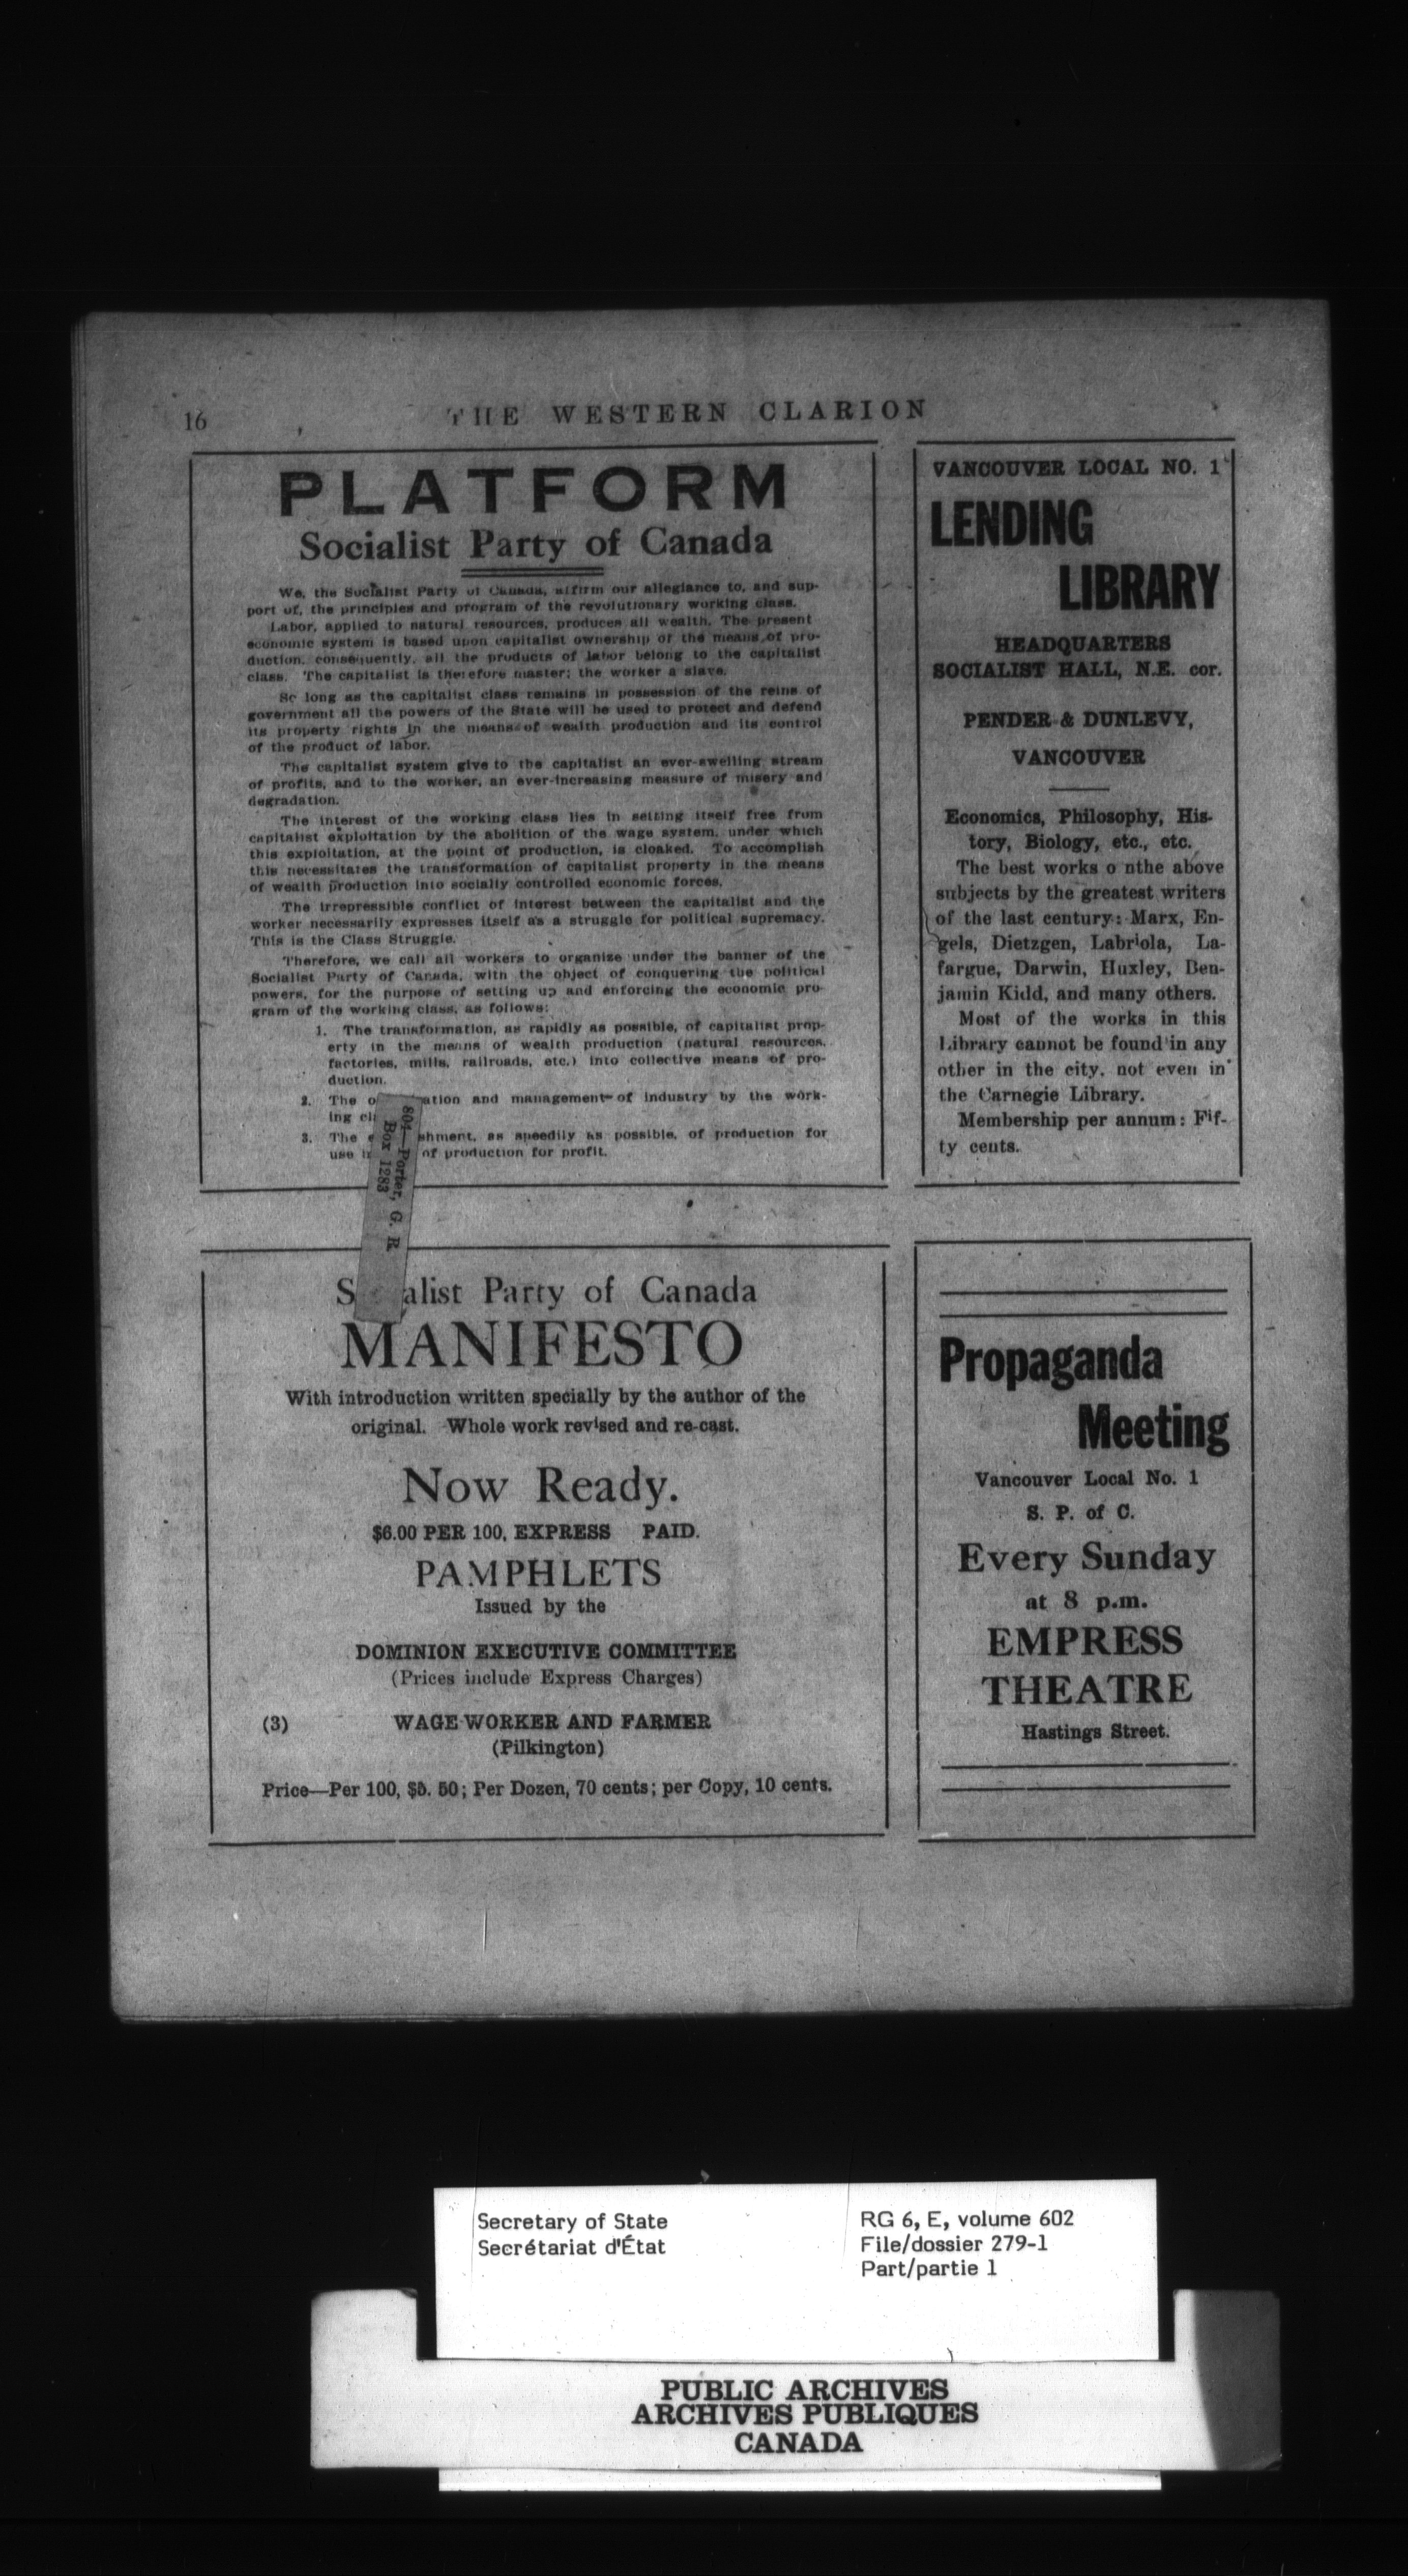 16
THE WESTERN CLARION
PLATFORM
Socialist Party of Canada
We, the Socialist Party of Canada, affirm our allegiance to, and sup-
port of, the principles and program of the revolutionary working class.
Labor, applied to natural resources, produces all wealth. The present
economic system is based upon capitalist ownership of the means of pro-
duction, consequently, all the products of labor belong to the capitalist
class. The capitalist is therefore master; the worker a slave.
So long as the capitalist class remains in possession of the reins of
government all the powers of the State will be used to protect and defend
its property rights in the means of wealth production and its control
of the product of labor.
The capitalist system give to the capitalist an ever-swelling stream
of profits, and to the worker, an ever-increasing measure of misery and
degradation.
The interest of the working class lies in setting itself free from
capitalist exploitation by the abolition of the wage system, under which
this exploitation, at the point of production, is cloaked. To accomplish
this necessitates the transformation of capitalist property in the means
of wealth production into socially controlled economic forces.
The irrepressible conflict of interest between the capitalist and the
worker necessarily expresses itself as a struggle for political supremacy.
This is the Class Struggle.
Therefore, we call all workers to organize under the banner of the
Socialist Party of Canada, with the object of conquering the political
powers, for the purpose of setting up and enforcing the economic pro-
gram of the working class, as follows:
1. The transformation, as rapidly as possible, of capitalist prop-
erty in the means of wealth production (natural resources,
factories, mills, railroads, etc.) into collective means of pro-
duction.
2. The o ation and management of industry by the work-
ing cl
3. The e shment, as speedily as possible, of production for
use i of production for profit.
804—Porter, G. R
Box 1283
VANCOUVER LOCAL NO. 1
LENDING
LIBRARY
HEADQUARTERS
SOCIALIST HALL, N.E. cor.
PENDER & DUNLEVY,
VANCOUVER
Economics, Philosophy, His-
tory, Biology, etc., etc.
The best works o nthe above
subjects by the greatest writers
of the last century: Marx, En-
gels, Dietzgen, Labriola, La-
fargue, Darwin, Huxley, Ben-
jamin Kidd, and many others.
Most of the works in this
Library cannot be found in any
other in the city, not even in
the Carnegie Library.
Membership per annum: Fif-
ty cents.
S alist Party of Canada
MANIFESTO
With introduction written specially by the author of the
original. Whole work revised and re-cast.
Now Ready.
$6.00 PER 100, EXPRESS PAID.
PAMPHLETS
Issued by the
DOMINION EXECUTIVE COMMITTEE
(Prices include Express Charges)
(3) WAGE-WORKER AND FARMER
(Pilkington)
Price—Per 100, $5. 50; Per Dozen, 70 cents; per Copy, 10 cents.
Propaganda
Meeting
Vancouver Local No. 1
S. P. of C.
Every Sunday
at 8 p.m.
EMPRESS
THEATRE
Hastings Street.
Secretary of State
Secrétariat d'État
RG 6, E, volume 602
File/dossier 279-1
Part/partie 1
PUBLIC ARCHIVES
ARCHIVES PUBLIQUES
CANADA